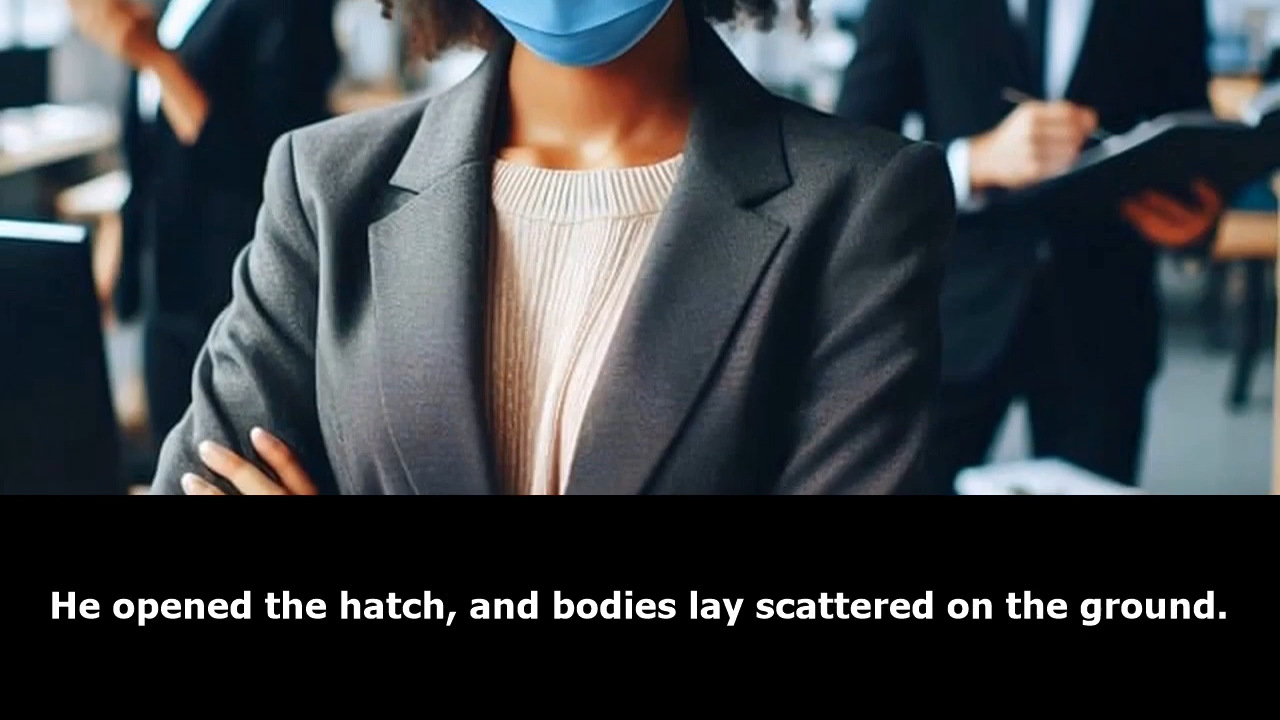 He opened the hatch, and bodies lay scattered on the ground.